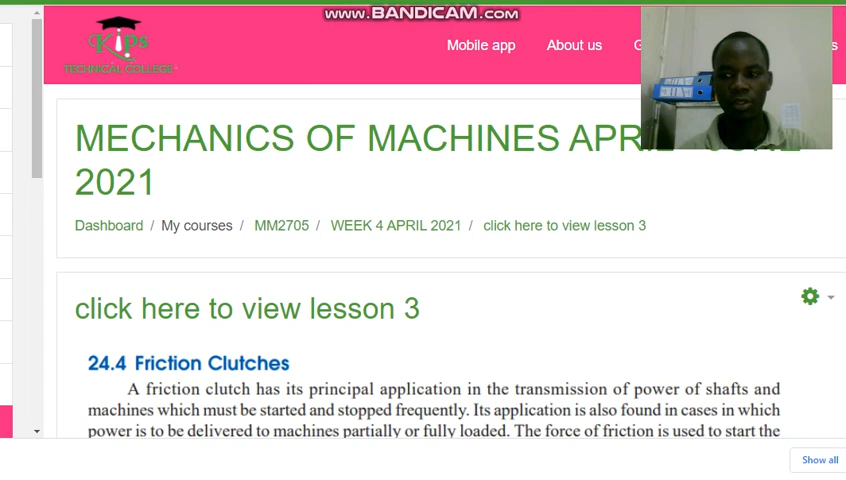 www.BANDICAM.com
Kips
TECHNICAL COLLEGE
Mobile app About us G s
MECHANICS OF MACHINES APRIL
2021
Dashboard / My courses / MM2705 / WEEK 4 APRIL 2021 / click here to view lesson 3
click here to view lesson 3
24.4 Friction Clutches
A friction clutch has its principal application in the transmission of power of shafts and
machines which must be started and stopped frequently. Its application is also found in cases in which
power is to be delivered to machines partially or fully loaded. The force of friction is used to start the
Show all